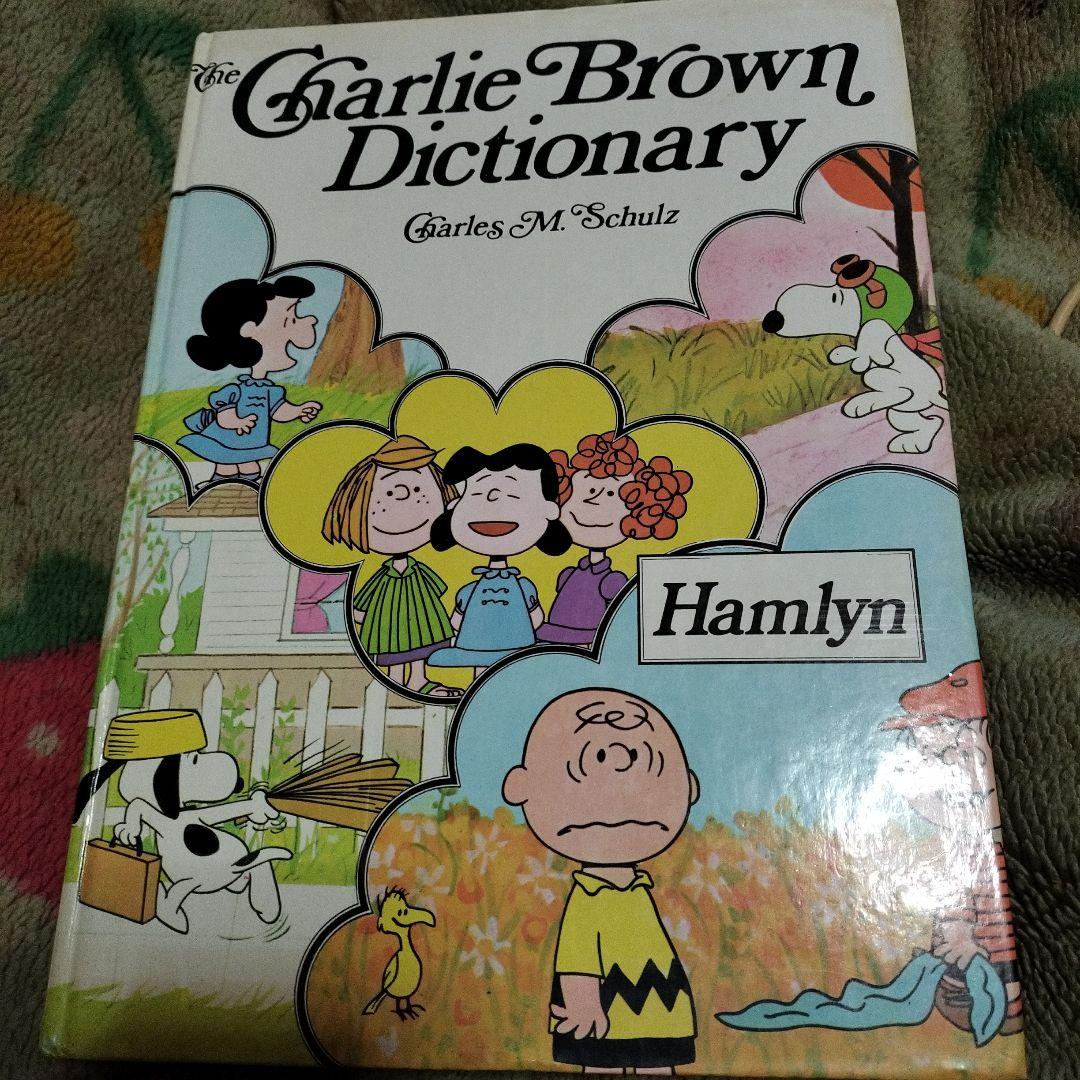 The Charlie Brown
Dictionary
Charles M. Schulz
Hamlyn